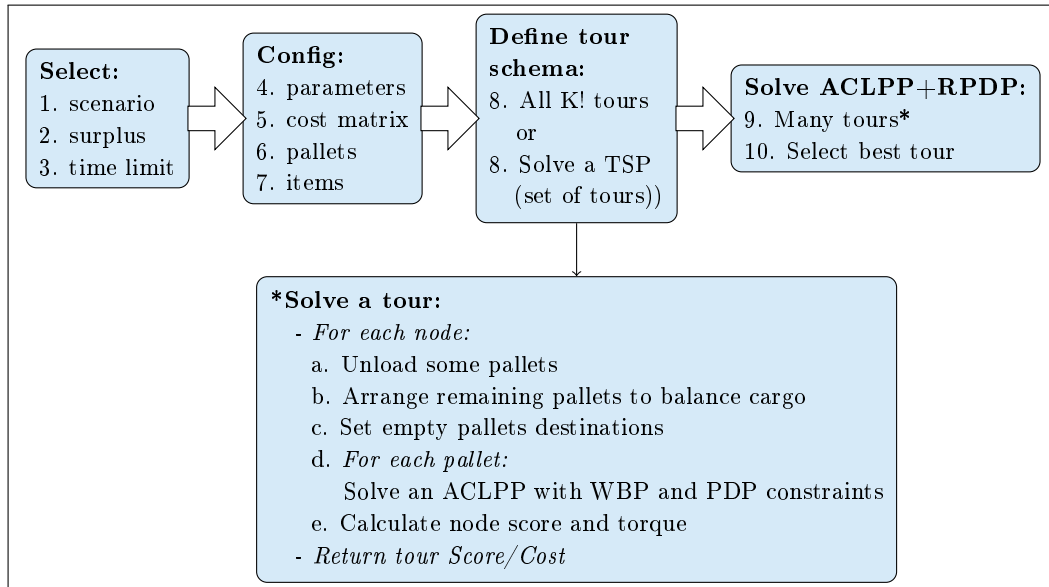 Select:
1. scenario
2. surplus
3. time limit
Config:
4. parameters
5. cost matrix
6. pallets
7. items
Define tour
schema:
8. All K! tours
or
8. Solve a TSP
(set of tours))
Solve ACLPP+RPDP:
9. Many tours*
10. Select best tour
*Solve a tour:
- For each node:
a. Unload some pallets
b. Arrange remaining pallets to balance cargo
c. Set empty pallets destinations
d. For each pallet:
Solve an ACLPP with WBP and PDP constraints
e. Calculate node score and torque
- Return tour Score/Cost